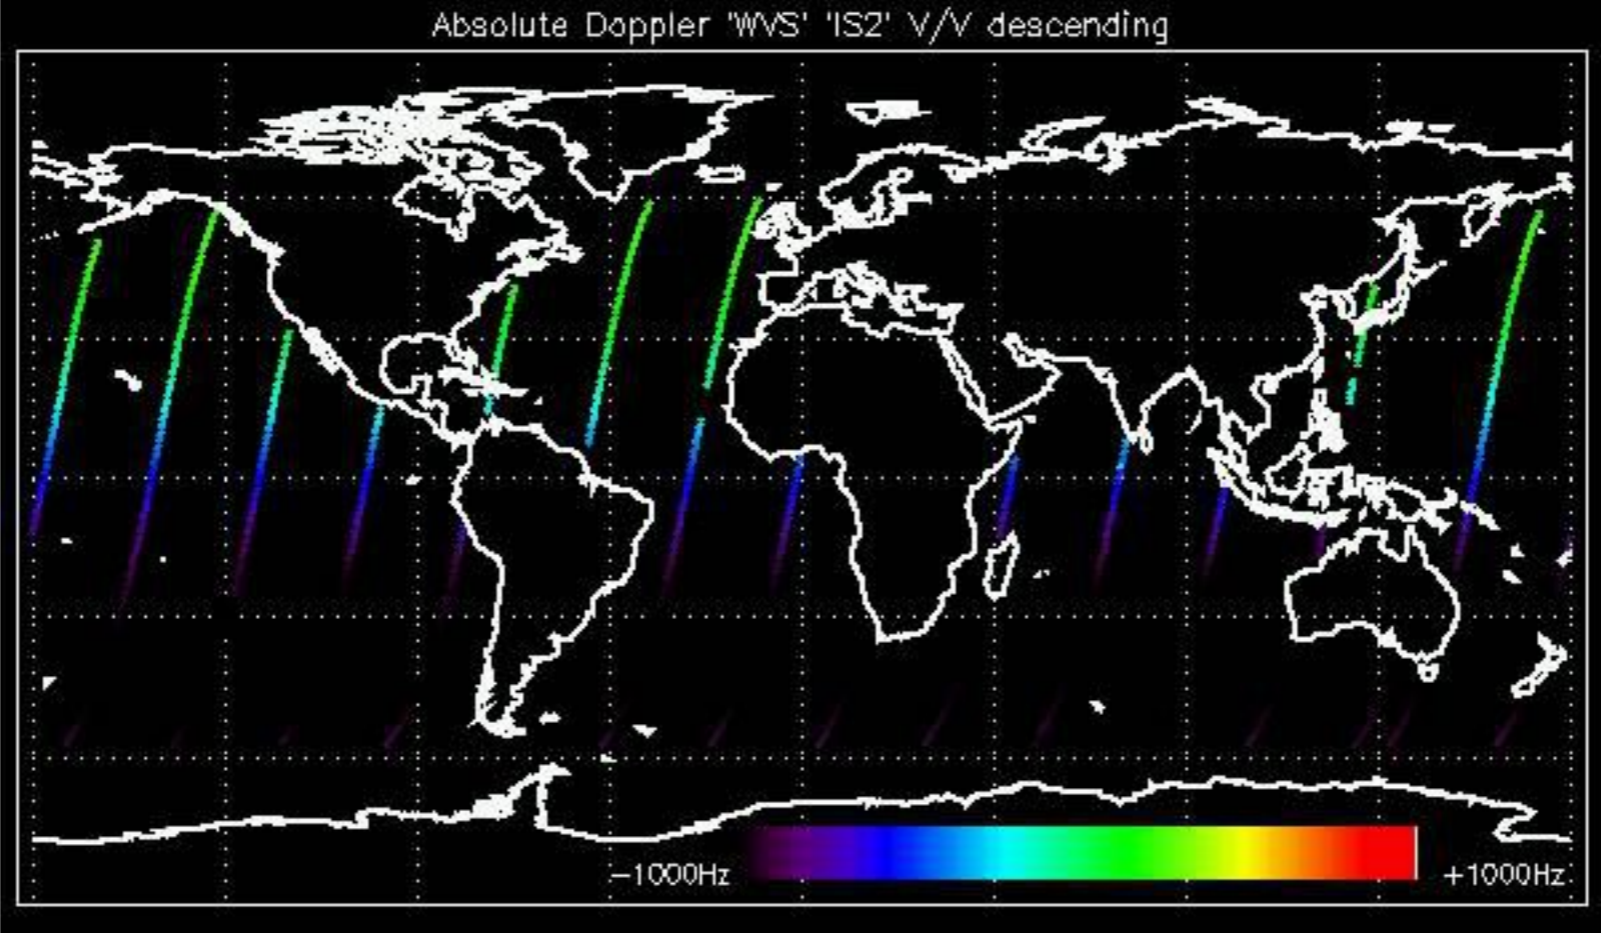 Absolute Doppler 'WVS' 'IS2' V/V descending
−1000Hz
+1000Hz